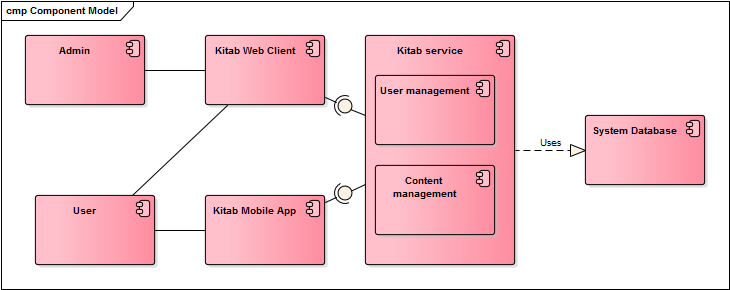 cmp Component Model
Admin
Kitab Web Client
Kitab service
User management
System Database
Uses
Content
management
User
Kitab Mobile App